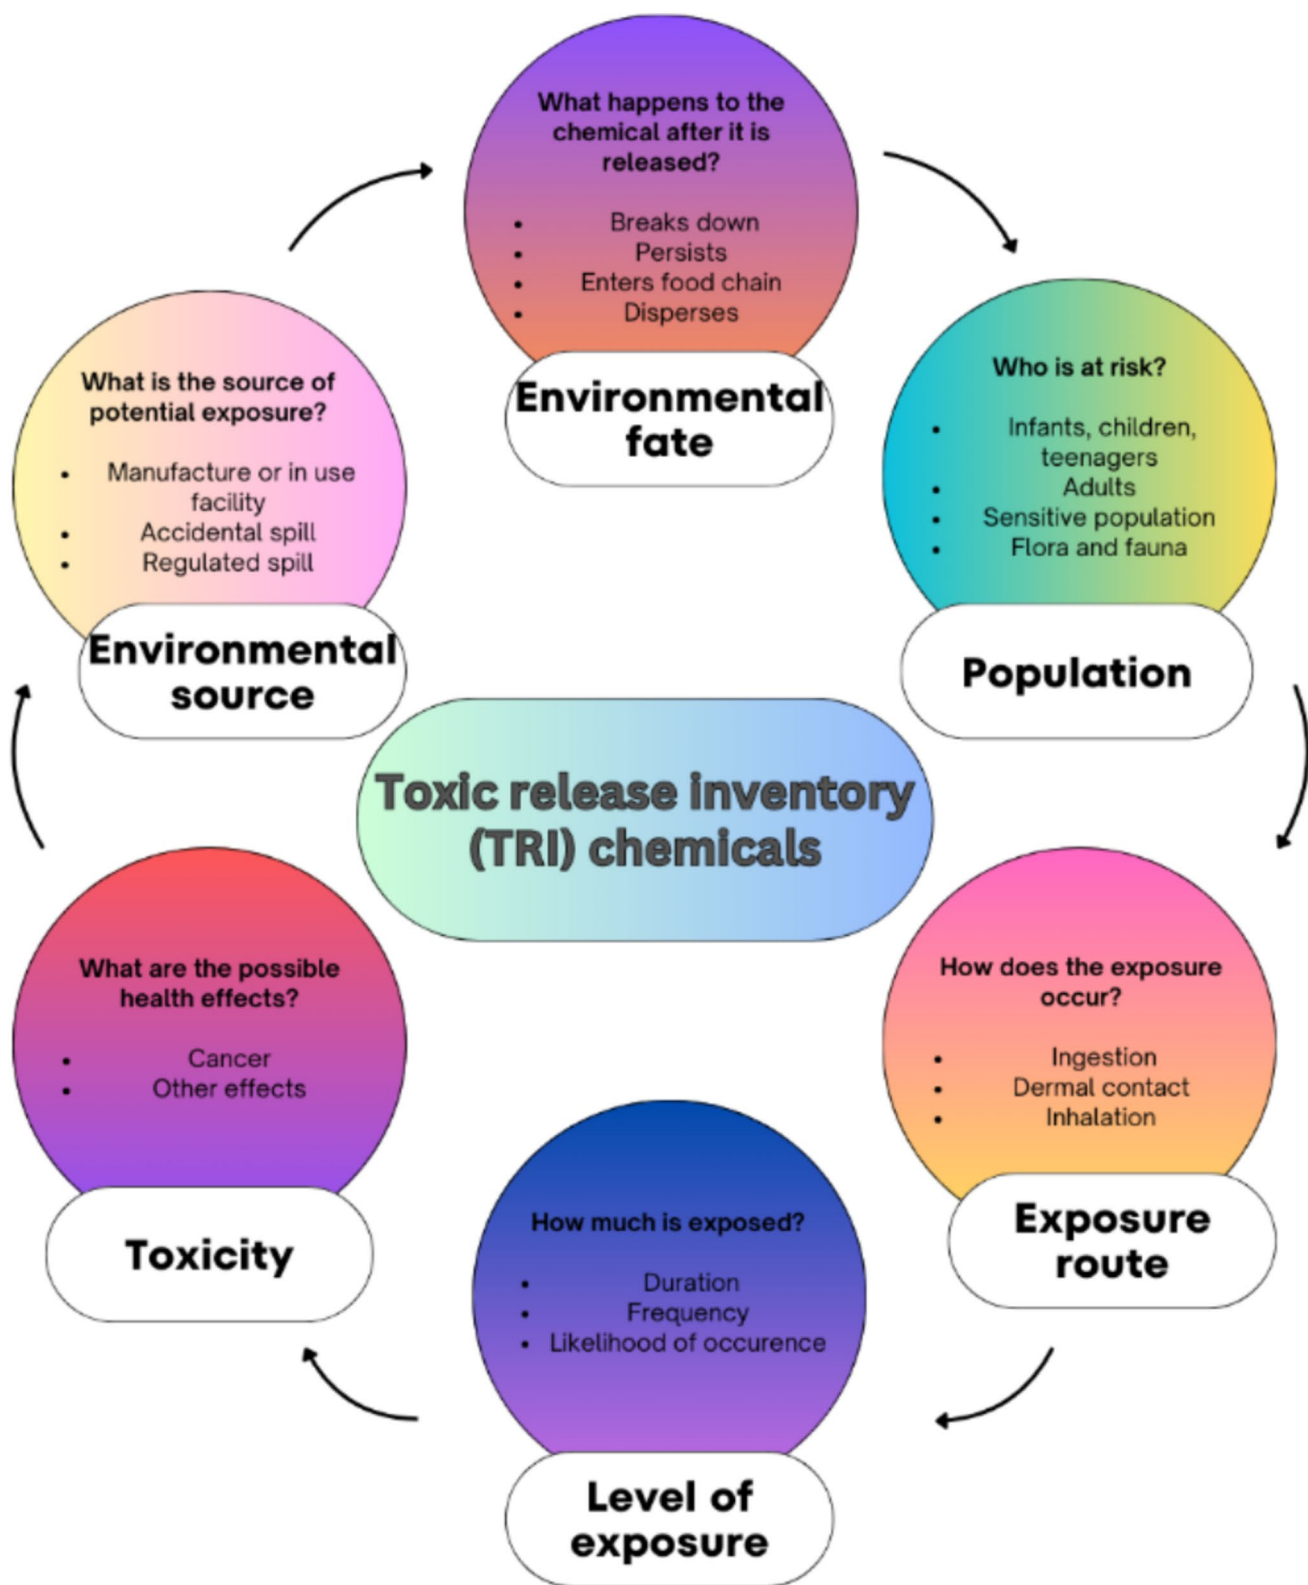 What happens to the
chemical after it is
released?
• Breaks down
• Persists
• Enters food chain
• Disperses
Environmental
fate
Who is at risk?
• Infants, children,
teenagers
• Adults
• Sensitive population
• Flora and fauna
Population
How does the exposure
occur?
• Ingestion
• Dermal contact
• Inhalation
Exposure
route
How much is exposed?
• Duration
• Frequency
• Likelihood of occurence
Level of
exposure
What are the possible
health effects?
• Cancer
• Other effects
Toxicity
What is the source of
potential exposure?
• Manufacture or in use
facility
• Accidental spill
• Regulated spill
Environmental
source
Toxic release inventory
(TRI) chemicals